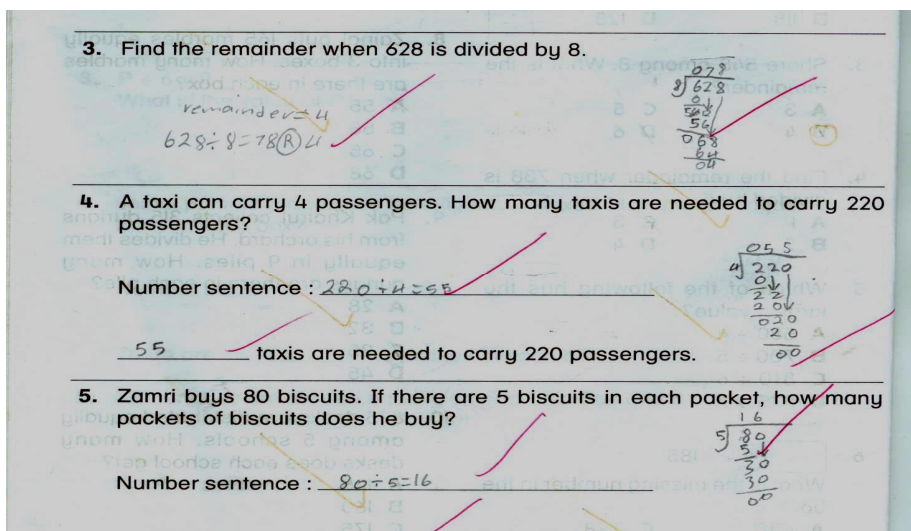 3. Find the remainder when 628 is divided by 8.
remainder = 4
628 ÷ 8 = 78 Ⓡ 4
078
8 628
0
56
068
64
04
4. A taxi can carry 4 passengers. How many taxis are needed to carry 220
passengers?
Number sentence : 220 ÷ 4 = 55
55 taxis are needed to carry 220 passengers.
055
4 220
0
22
20
020
20
00
5. Zamri buys 80 biscuits. If there are 5 biscuits in each packet, how many
packets of biscuits does he buy?
Number sentence : 80÷5=16
16
5 80
5
30
30
00